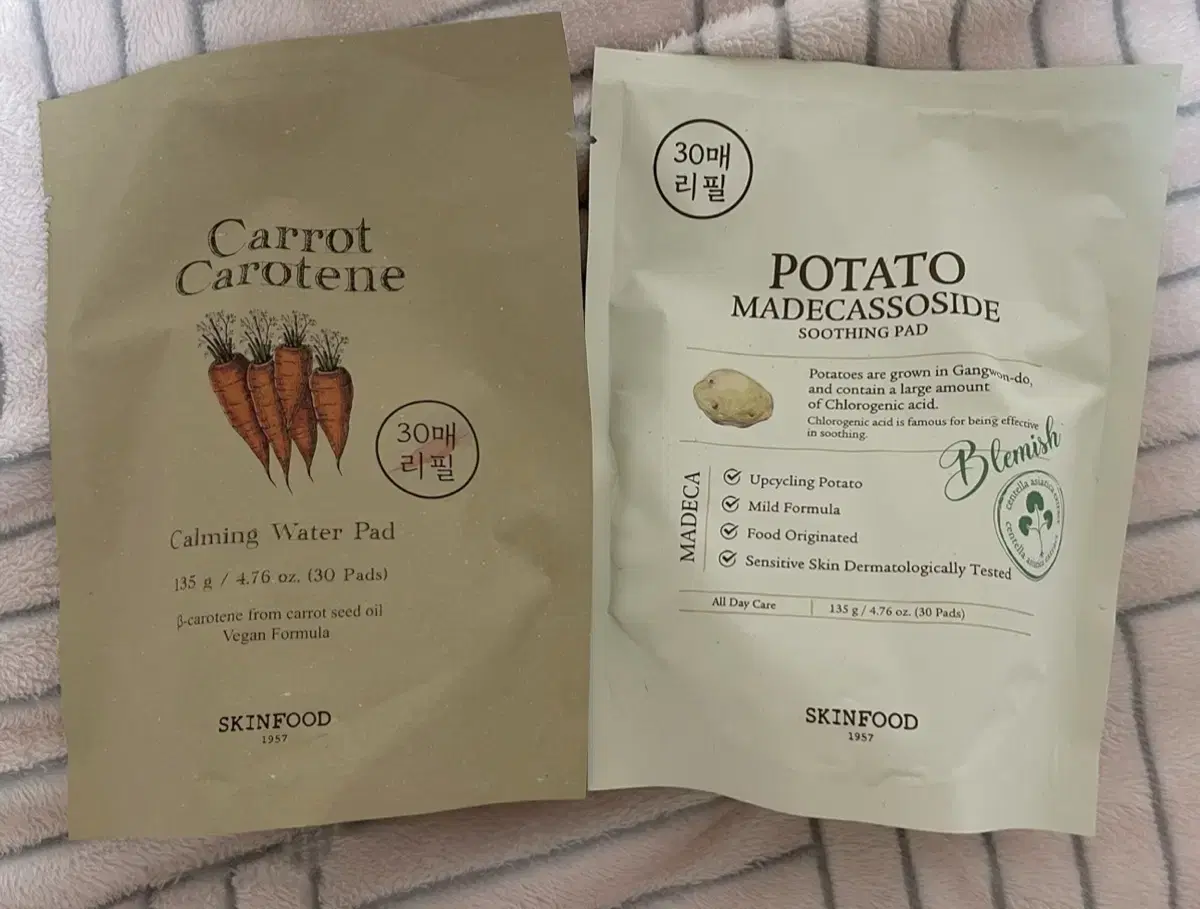 Carrot
Carotene
30매
리필
Calming Water Pad
135 g / 4.76 oz. (30 Pads)
β-carotene from carrot seed oil
Vegan Formula
SKINFOOD
1957
30매
리필
POTATO
MADECASSOSIDE
SOOTHING PAD
Potatoes are grown in Gangwon-do,
and contain a large amount
of Chlorogenic acid.
Chlorogenic acid is famous for being effective
in soothing.
Blemish
MADECA
Upcycling Potato
Mild Formula
Food Originated
Sensitive Skin Dermatologically Tested
centella asiatica
centella asiatica
All Day Care
135 g / 4.76 oz. (30 Pads)
SKINFOOD
1957